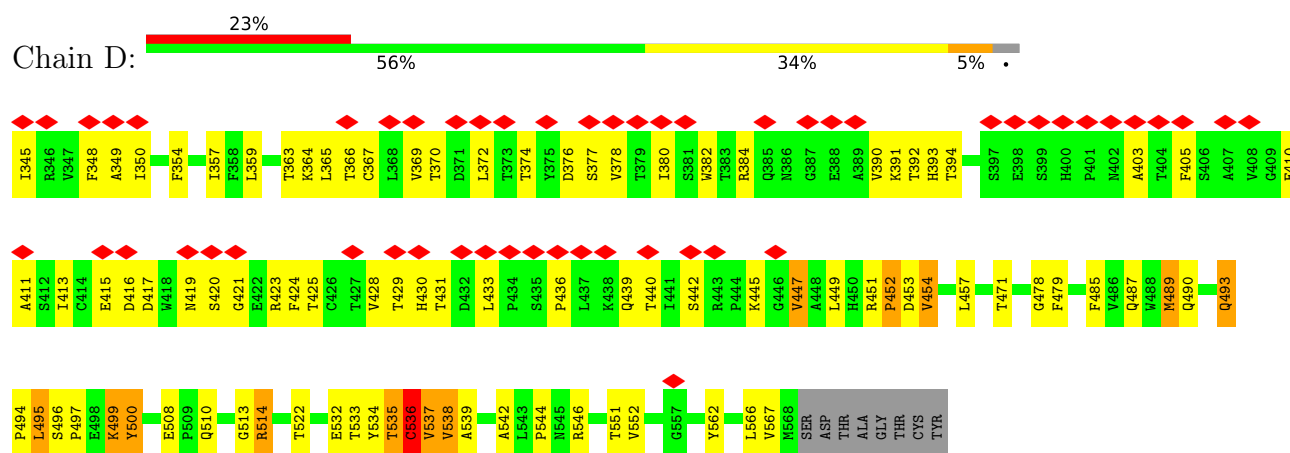 23%
Chain D:
56% 34% 5% •
I345 R346 V347 F348 A349 I350 F354 I357 F358 L359 T363 K364 L365 T366 C367 L368 V369 T370 D371 L372 T373 T374 Y375 D376 S377 V378 T379 I380 S381 W382 T383 R384 Q385 N386 G387 E388 A389 V390 K391 T392 H393 T394 S397 E398 S399 H400 P401 N402 A403 T404 F405 S406 A407 V408 G409
A411 S412 I413 C414 E415 D416 D417 W418 N419 S420 G421 E422 R423 F424 T425 C426 T427 V428 T429 H430 T431 D432 L433 P434 S435 P436 L437 K438 Q439 T440 I441 S442 R443 P444 K445 G446 V447 A448 L449 H450 R451 P452 D453 V454 L457 T471 G478 F479 F485 V486 Q487 W488 M489 Q490 Q493
P494 L495 S496 P497 E498 K499 Y500 E508 P509 Q510 G513 R514 T522 E532 T533 Y534 T535 C536 V537 V538 A539 A542 L543 P544 N545 R546 T551 V552 G557 Y562 L566 V567 M568 SER ASP THR ALA GLY THR CYS TYR